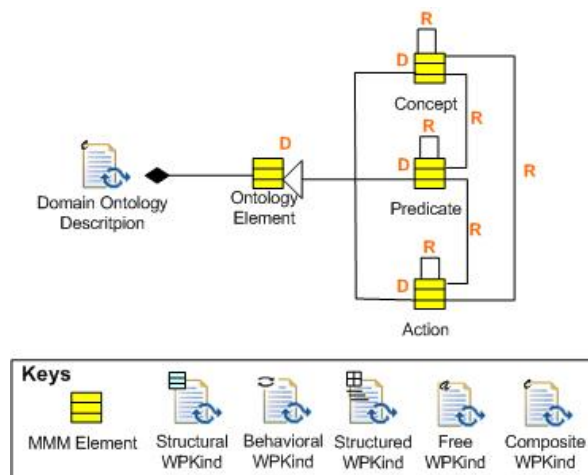 R
D
Concept
R
R
D
D
R
Domain Ontology
Descritpion
Ontology
Element
Predicate
R
R
D
Action
Keys
MMM Element
Structural
WPKind
Behavioral
WPKind
Structured
WPKind
Free
WPKind
Composite
WPKind